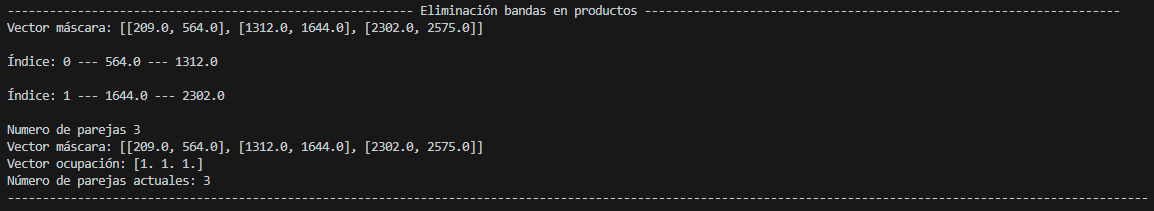 ---------------------------------------------------------- Eliminación bandas en productos --------------------------------------------------------------------
Vector máscara: [[209.0, 564.0], [1312.0, 1644.0], [2302.0, 2575.0]]
Índice: 0 --- 564.0 --- 1312.0
Índice: 1 --- 1644.0 --- 2302.0
Numero de parejas 3
Vector máscara: [[209.0, 564.0], [1312.0, 1644.0], [2302.0, 2575.0]]
Vector ocupación: [1. 1. 1.]
Número de parejas actuales: 3
-------------------------------------------------------------------------------------------------------------------------------------------------------------------